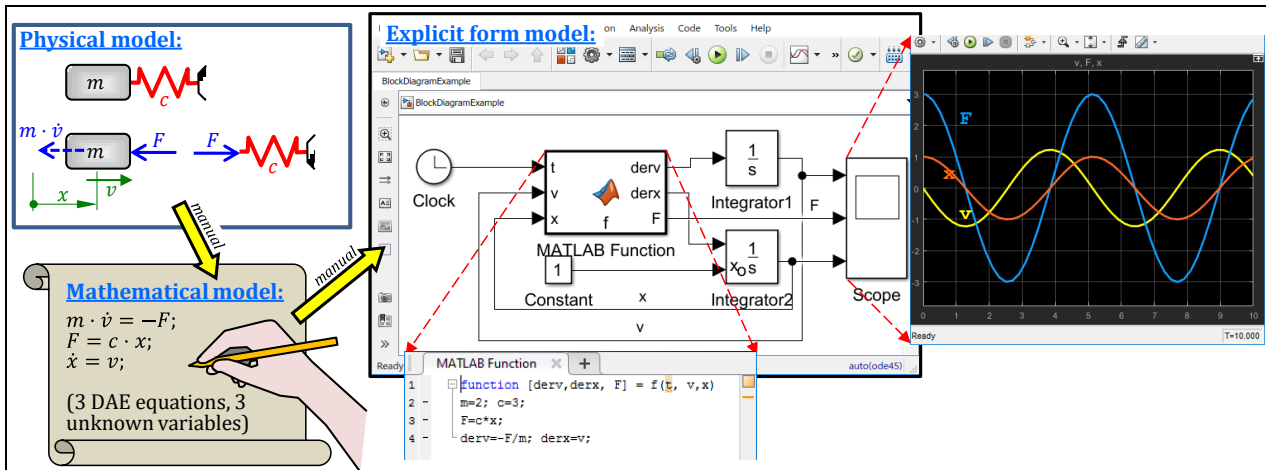 Physical model:
m
c
m · v̇
F
F
m
c
x
v
manual
Mathematical model:
m · v̇ = −F;
F = c · x;
ẋ = v;
(3 DAE equations, 3
unknown variables)
manual
Explicit form model:
on Analysis Code Tools Help
BlockDiagramExample
BlockDiagramExample
Clock
t
v
x
derv
derx
F
f
MATLAB Function
1
s
Integrator1
F
1
Constant
xo
1
s
Integrator2
x
v
Scope
Ready
auto(ode45)
MATLAB Function
1 function [derv,derx, F] = f(t, v,x)
2 - m=2; c=3;
3 - F=c*x;
4 - derv=-F/m; derx=v;
v, F, x
3
2
1
0
-1
-2
-3
F
x
v
0 1 2 3 4 5 6 7 8 9 10
Ready
T=10.000